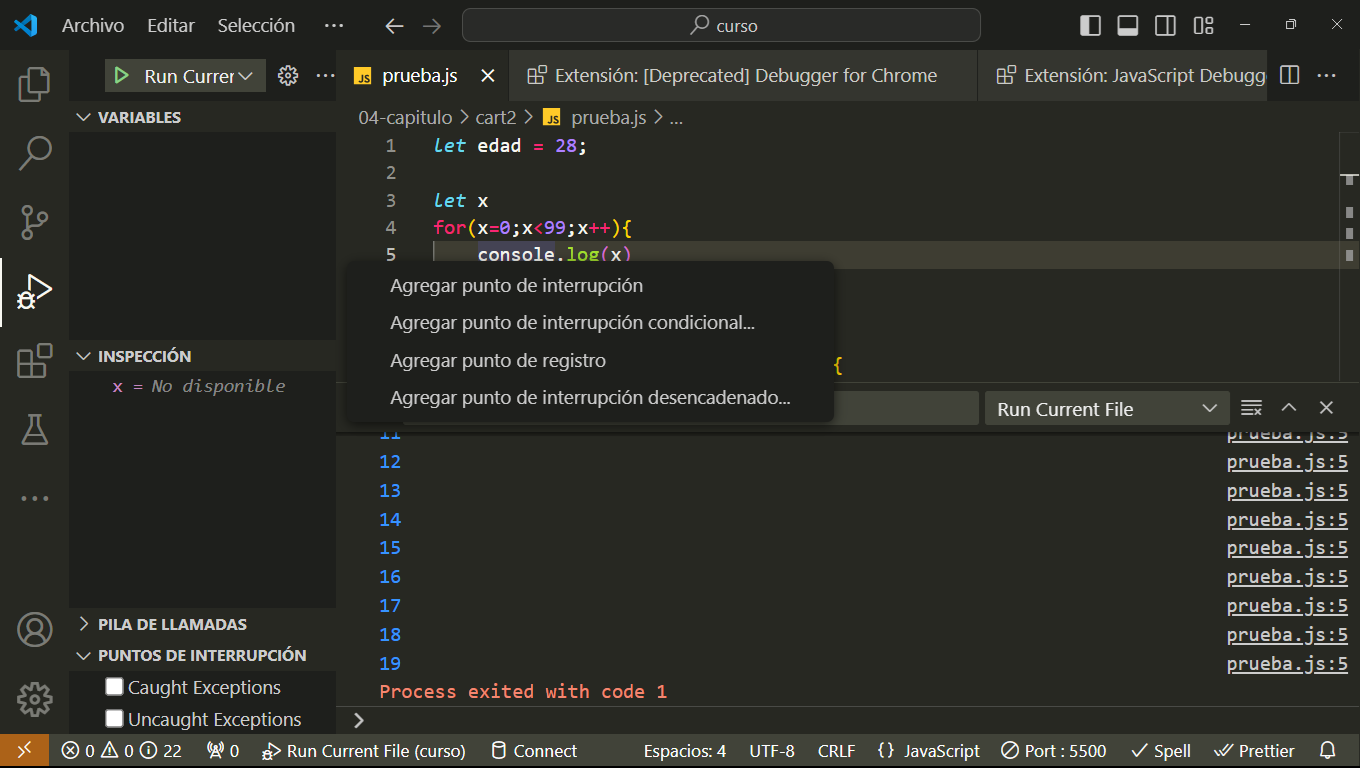 Archivo Editar Selección ··· curso
Run Currer ···
VARIABLES
INSPECCIÓN
x = No disponible
PILA DE LLAMADAS
PUNTOS DE INTERRUPCIÓN
Caught Exceptions
Uncaught Exceptions
JS prueba.js Extensión: [Deprecated] Debugger for Chrome Extensión: JavaScript Debugge ···
04-capitulo > cart2 > JS prueba.js > ...
1 let edad = 28;
2
3 let x
4 for(x=0;x<99;x++){
5 console.log(x)
Agregar punto de interrupción
Agregar punto de interrupción condicional...
Agregar punto de registro
Agregar punto de interrupción desencadenado...
{
Run Current File
11 prueba.js:5
12 prueba.js:5
13 prueba.js:5
14 prueba.js:5
15 prueba.js:5
16 prueba.js:5
17 prueba.js:5
18 prueba.js:5
19 prueba.js:5
Process exited with code 1
>
0 0 22 0 Run Current File (curso) Connect Espacios: 4 UTF-8 CRLF {} JavaScript Port : 5500 Spell Prettier